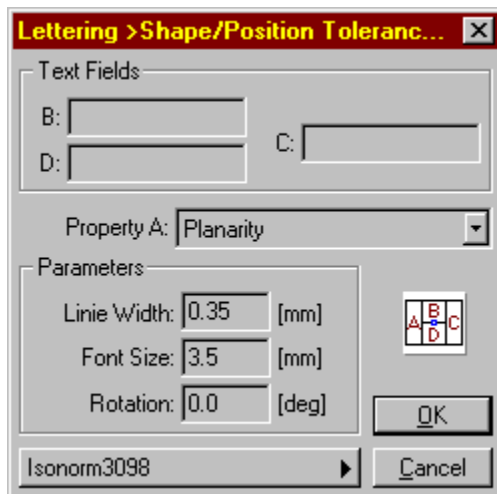 Lettering >Shape/Position Toleranc...
Text Fields
B:
C:
D:
Property A: Planarity
Parameters
Linie Width: 0.35 [mm]
Font Size: 3.5 [mm]
Rotation: 0.0 [deg]
A B C
D
OK
Isonorm3098
Cancel